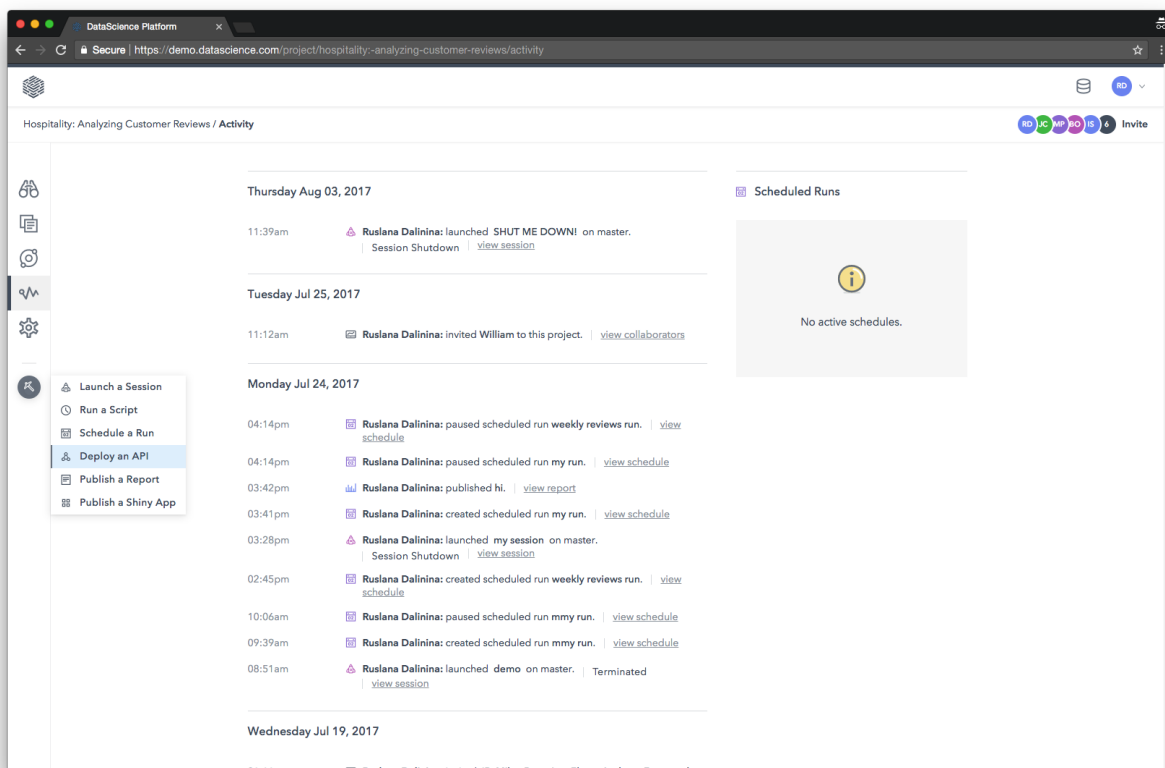 DataScience Platform
Secure | https://demo.datascience.com/project/hospitality:-analyzing-customer-reviews/activity
RD
Hospitality: Analyzing Customer Reviews / Activity
RD JC MP BO IS 6 Invite
Thursday Aug 03, 2017
Scheduled Runs
11:39am Ruslana Dalinina: launched SHUT ME DOWN! on master.
Session Shutdown view session
No active schedules.
Tuesday Jul 25, 2017
11:12am Ruslana Dalinina: invited William to this project. view collaborators
Launch a Session
Run a Script
Schedule a Run
Deploy an API
Publish a Report
Publish a Shiny App
Monday Jul 24, 2017
04:14pm Ruslana Dalinina: paused scheduled run weekly reviews run. view
schedule
04:14pm Ruslana Dalinina: paused scheduled run my run. view schedule
03:42pm Ruslana Dalinina: published hi. view report
03:41pm Ruslana Dalinina: created scheduled run my run. view schedule
03:28pm Ruslana Dalinina: launched my session on master.
Session Shutdown view session
02:45pm Ruslana Dalinina: created scheduled run weekly reviews run. view
schedule
10:06am Ruslana Dalinina: paused scheduled run mmy run. view schedule
09:39am Ruslana Dalinina: created scheduled run mmy run. view schedule
08:51am Ruslana Dalinina: launched demo on master. Terminated
view session
Wednesday Jul 19, 2017